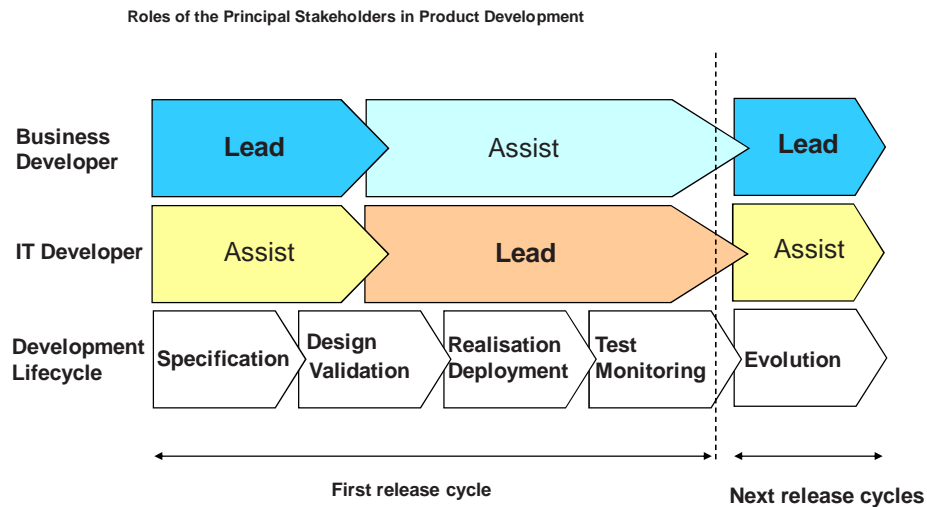 Roles of the Principal Stakeholders in Product Development
Business
Developer
Lead
Assist
Lead
IT Developer
Assist
Lead
Assist
Development
Lifecycle
Specification
Design
Validation
Realisation
Deployment
Test
Monitoring
Evolution
First release cycle
Next release cycles